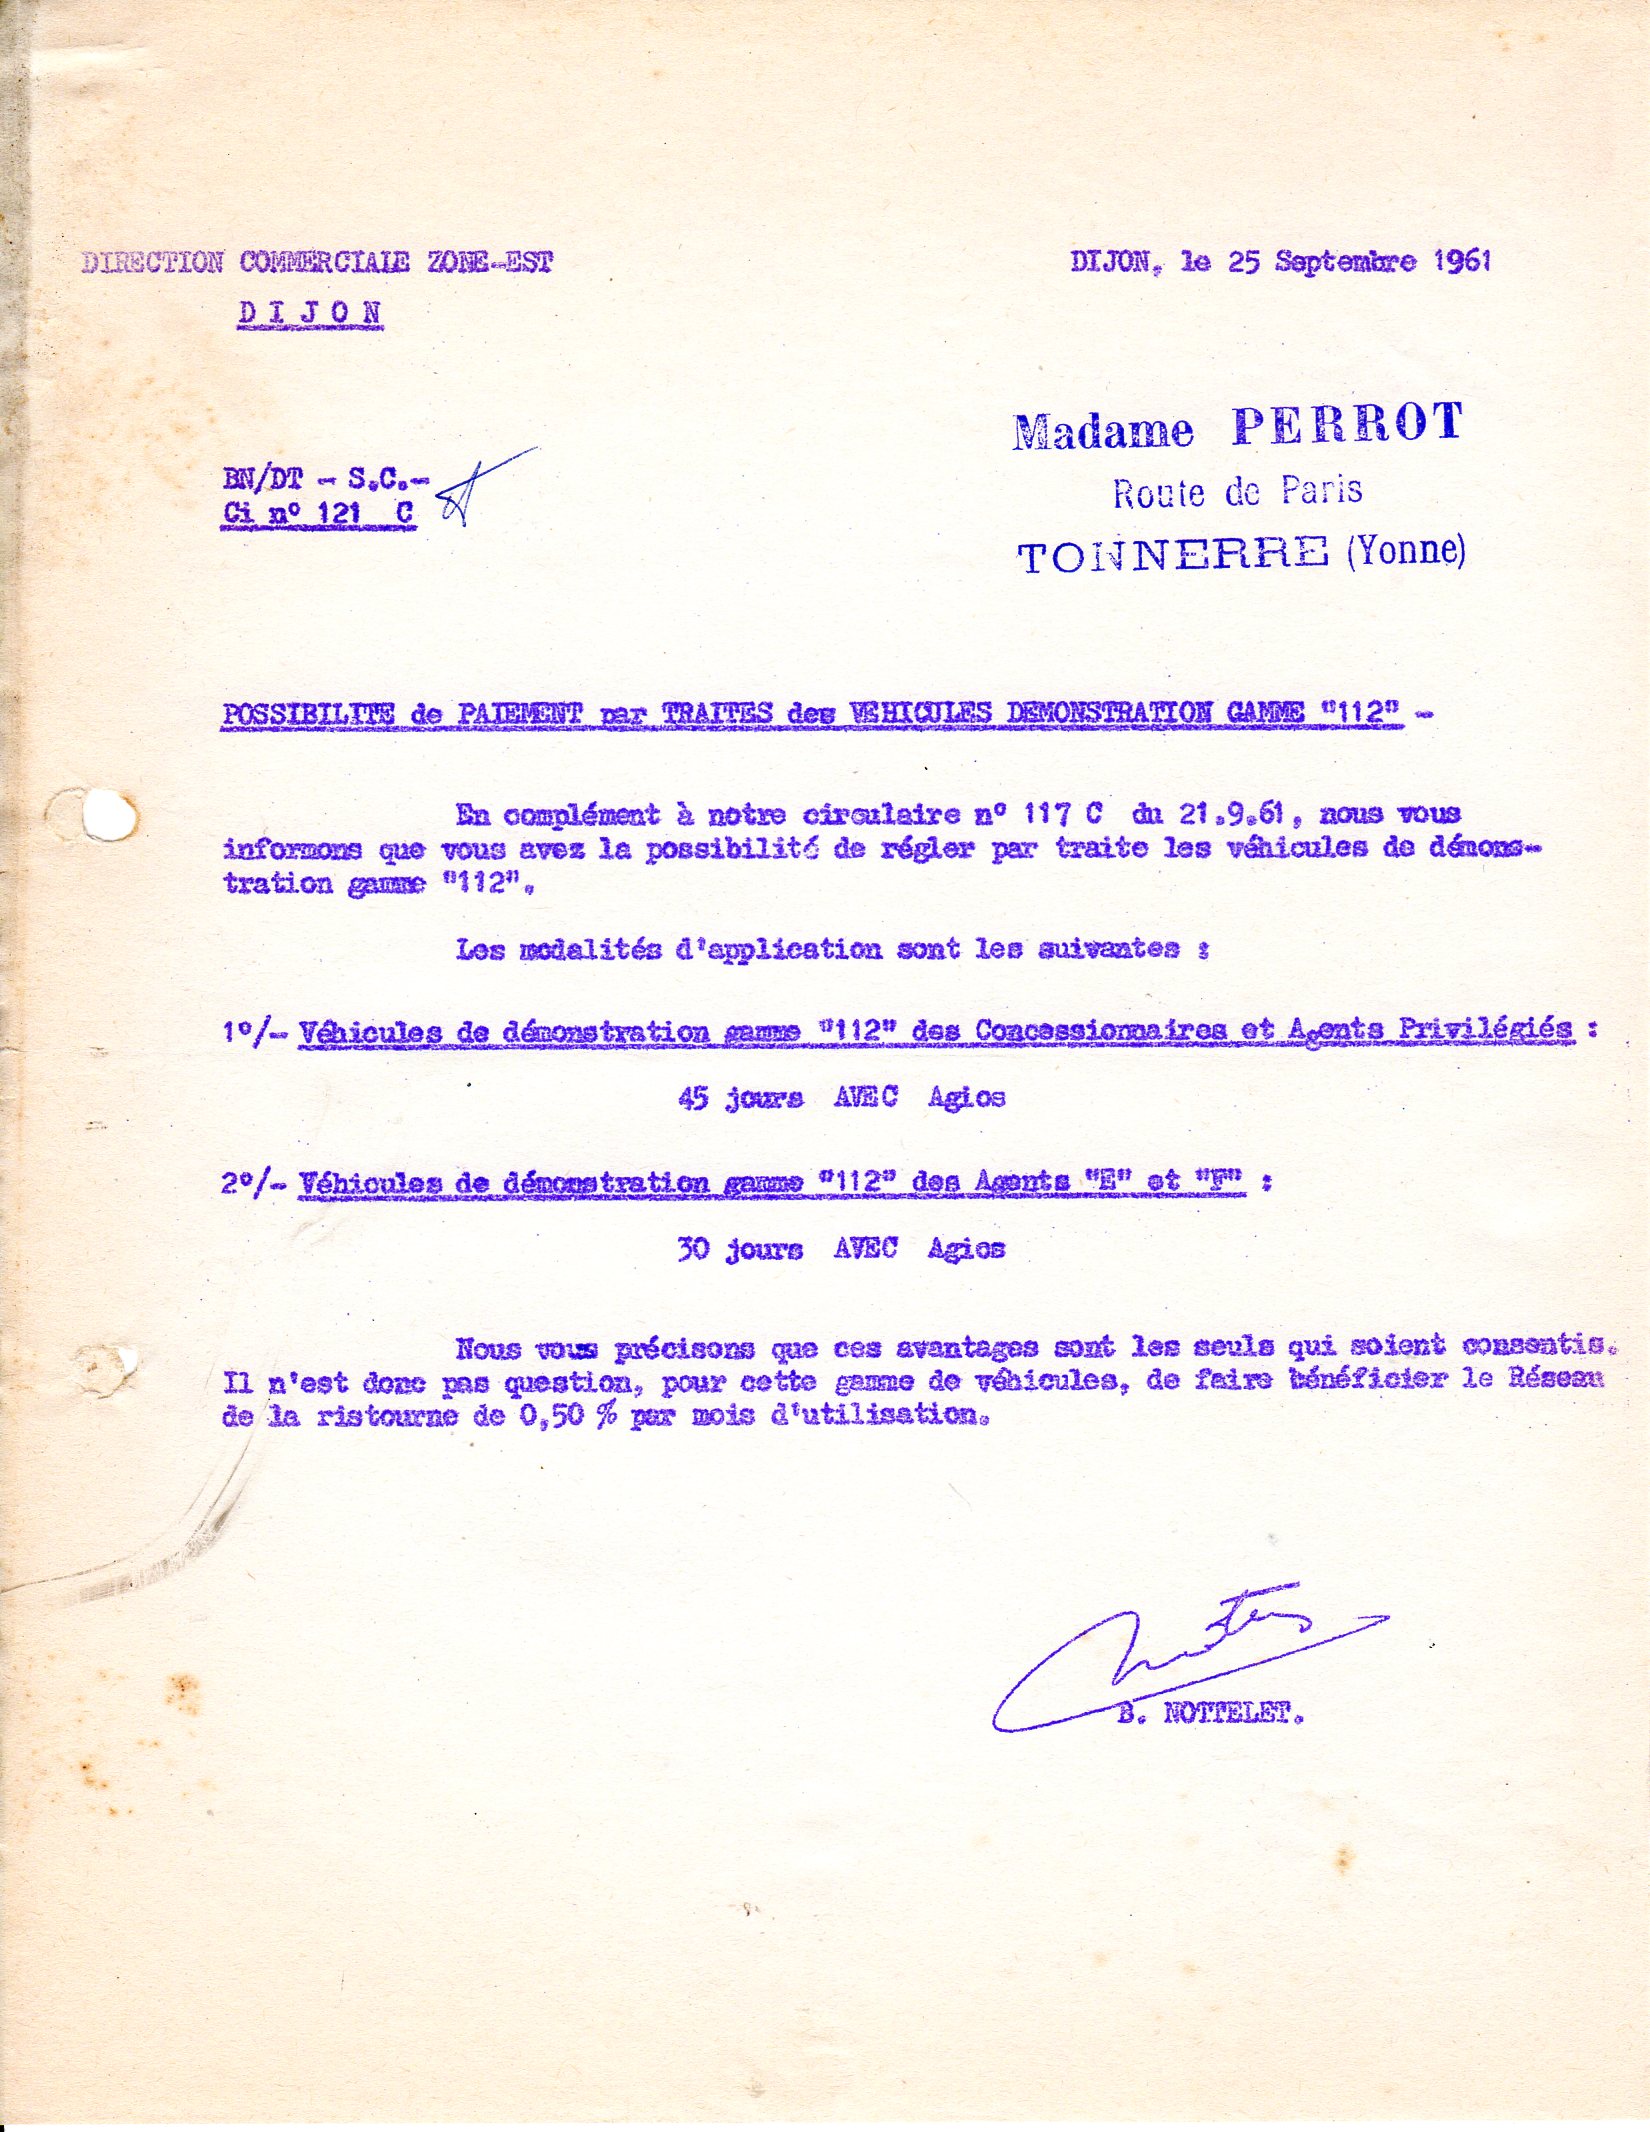 DIRECTION COMMERCIALE ZONE-EST
DIJON, le 25 Septembre 1961
D I J O N
Madame PERROT
Route de Paris
TONNERRE (Yonne)
BN/DT - S.C.-
Ci n° 121 C
POSSIBILITE de PAIEMENT par TRAITES des VEHICULES DEMONSTRATION GAMME "112" -
En complément à notre circulaire n° 117 C du 21.9.61, nous vous
informons que vous avez la possibilité de régler par traite les véhicules de démons-
tration gamme "112".
Les modalités d'application sont les suivantes :
1°/- Véhicules de démonstration gamme "112" des Concessionnaires et Agents Privilégiés :
45 jours AVEC Agios
2°/- Véhicules de démonstration gamme "112" des Agents "E" et "F" :
30 jours AVEC Agios
Nous vous précisons que ces avantages sont les seuls qui soient consentis.
Il n'est donc pas question, pour cette gamme de véhicules, de faire bénéficier le Réseau
de la ristourne de 0,50 % par mois d'utilisation.
B. NOTTELET.